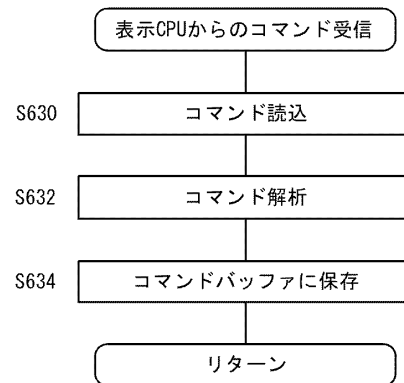 表示CPUからのコマンド受信
S630 コマンド読込
S632 コマンド解析
S634 コマンドバッファに保存
リターン